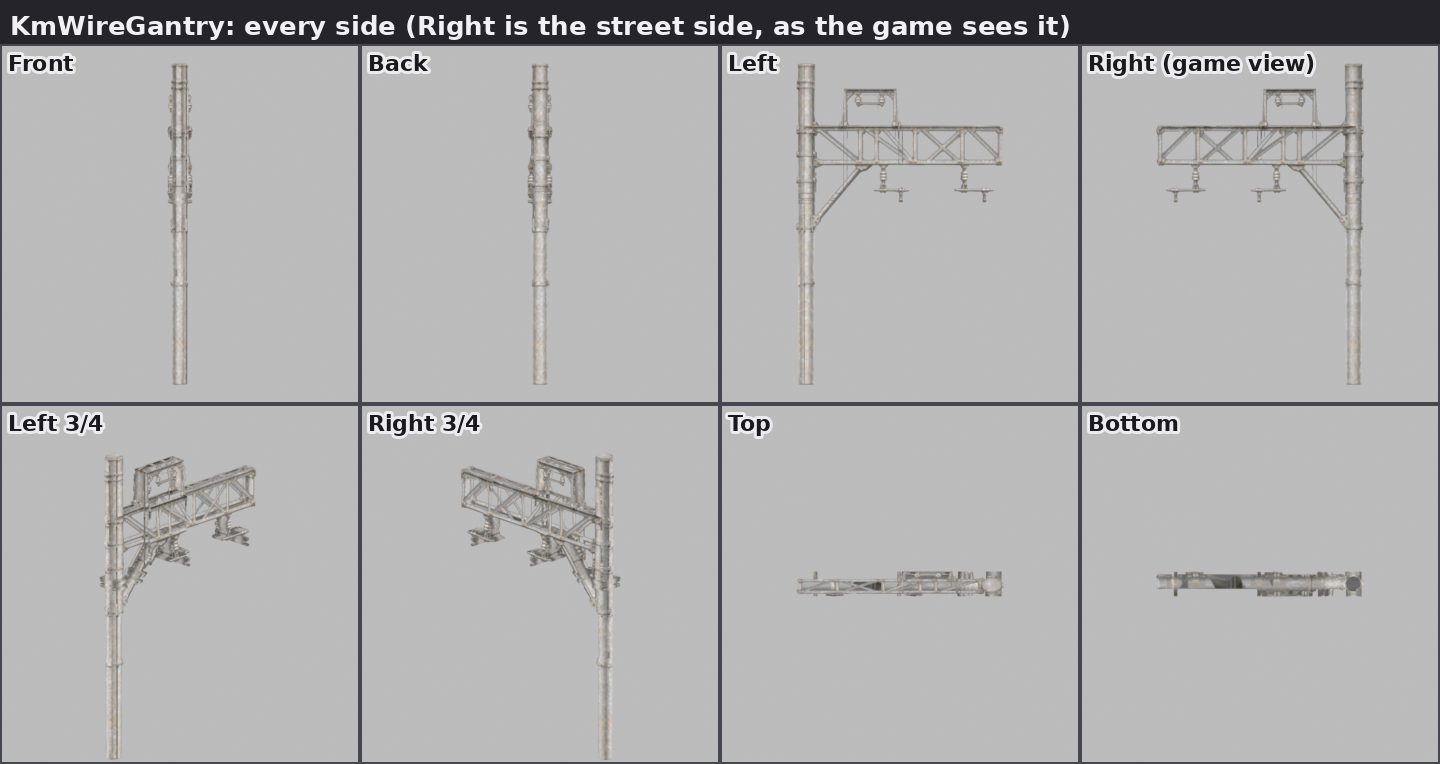 KmWireGantry: every side (Right is the street side, as the game sees it)
Front
Back
Left
Right (game view)
Left 3/4
Right 3/4
Top
Bottom